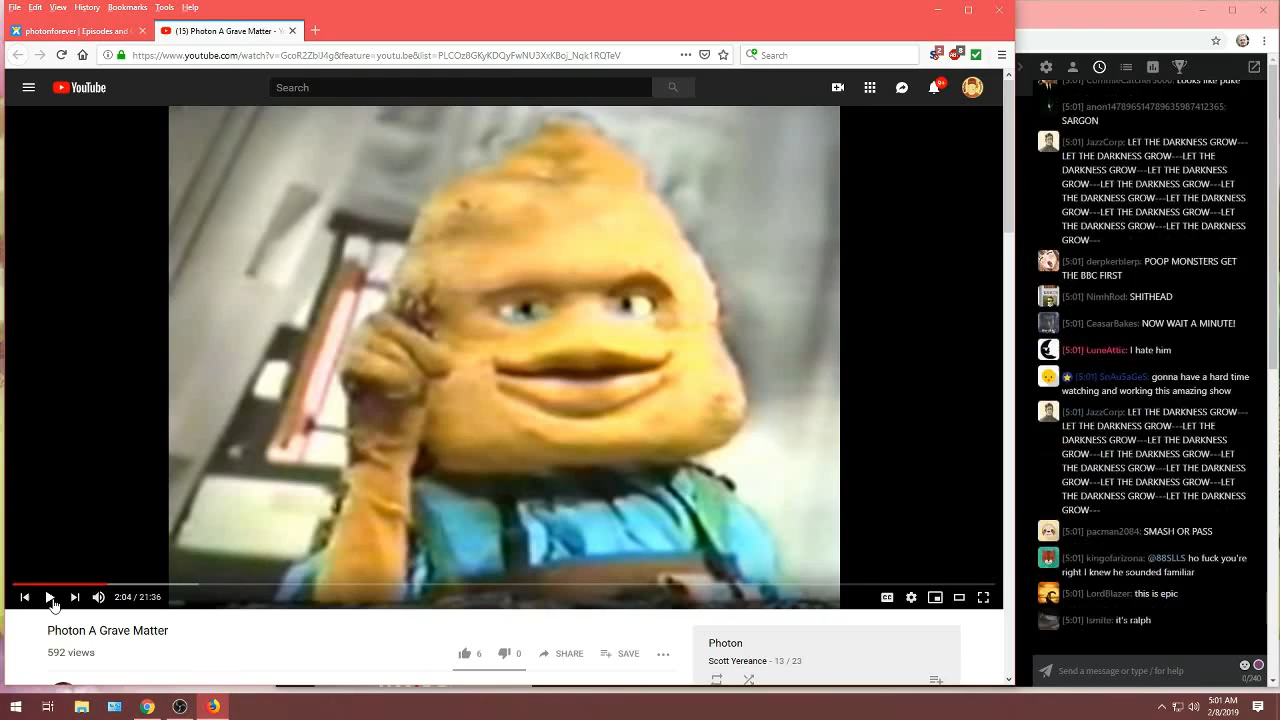 File Edit View History Bookmarks Tools Help
photonforever | Episodes and
(15) Photon A Grave Matter - Y
https://www.youtube.com/watch?v=GcoR2ZblJ4g&feature=youtu.be&list=PLCOz8GKyKDQyFwNU3XxKBoj_Nqk1RQTeV
Search
YouTube
Search
9+
2:04 / 21:36
Photon A Grave Matter
592 views
6
0
SHARE
SAVE
Photon
Scott Yereance - 13 / 23
Looks like puke
[5:01] anon147896514789635987412365:
SARGON
[5:01] JazzCorp: LET THE DARKNESS GROW---
LET THE DARKNESS GROW---LET THE
DARKNESS GROW---LET THE DARKNESS
GROW---LET THE DARKNESS GROW---LET
THE DARKNESS GROW---LET THE DARKNESS
GROW---LET THE DARKNESS GROW---LET
THE DARKNESS GROW---LET THE DARKNESS
GROW---
[5:01] derpkerblerp: POOP MONSTERS GET
THE BBC FIRST
[5:01] NimhRod: SHITHEAD
[5:01] CeasarBakes: NOW WAIT A MINUTE!
[5:01] LuneAttic: I hate him
[5:01] SnAu5aGeS: gonna have a hard time
watching and working this amazing show
[5:01] JazzCorp: LET THE DARKNESS GROW---
LET THE DARKNESS GROW---LET THE
DARKNESS GROW---LET THE DARKNESS
GROW---LET THE DARKNESS GROW---LET
THE DARKNESS GROW---LET THE DARKNESS
GROW---LET THE DARKNESS GROW---LET
THE DARKNESS GROW---LET THE DARKNESS
GROW---
[5:01] pacman2084: SMASH OR PASS
[5:01] kingofarizona: @88SLLS ho fuck you're
right I knew he sounded familiar
[5:01] LordBlazer: this is epic
[5:01] Ismite: it's ralph
Send a message or type / for help
0/240
5:01 AM
2/8/2019